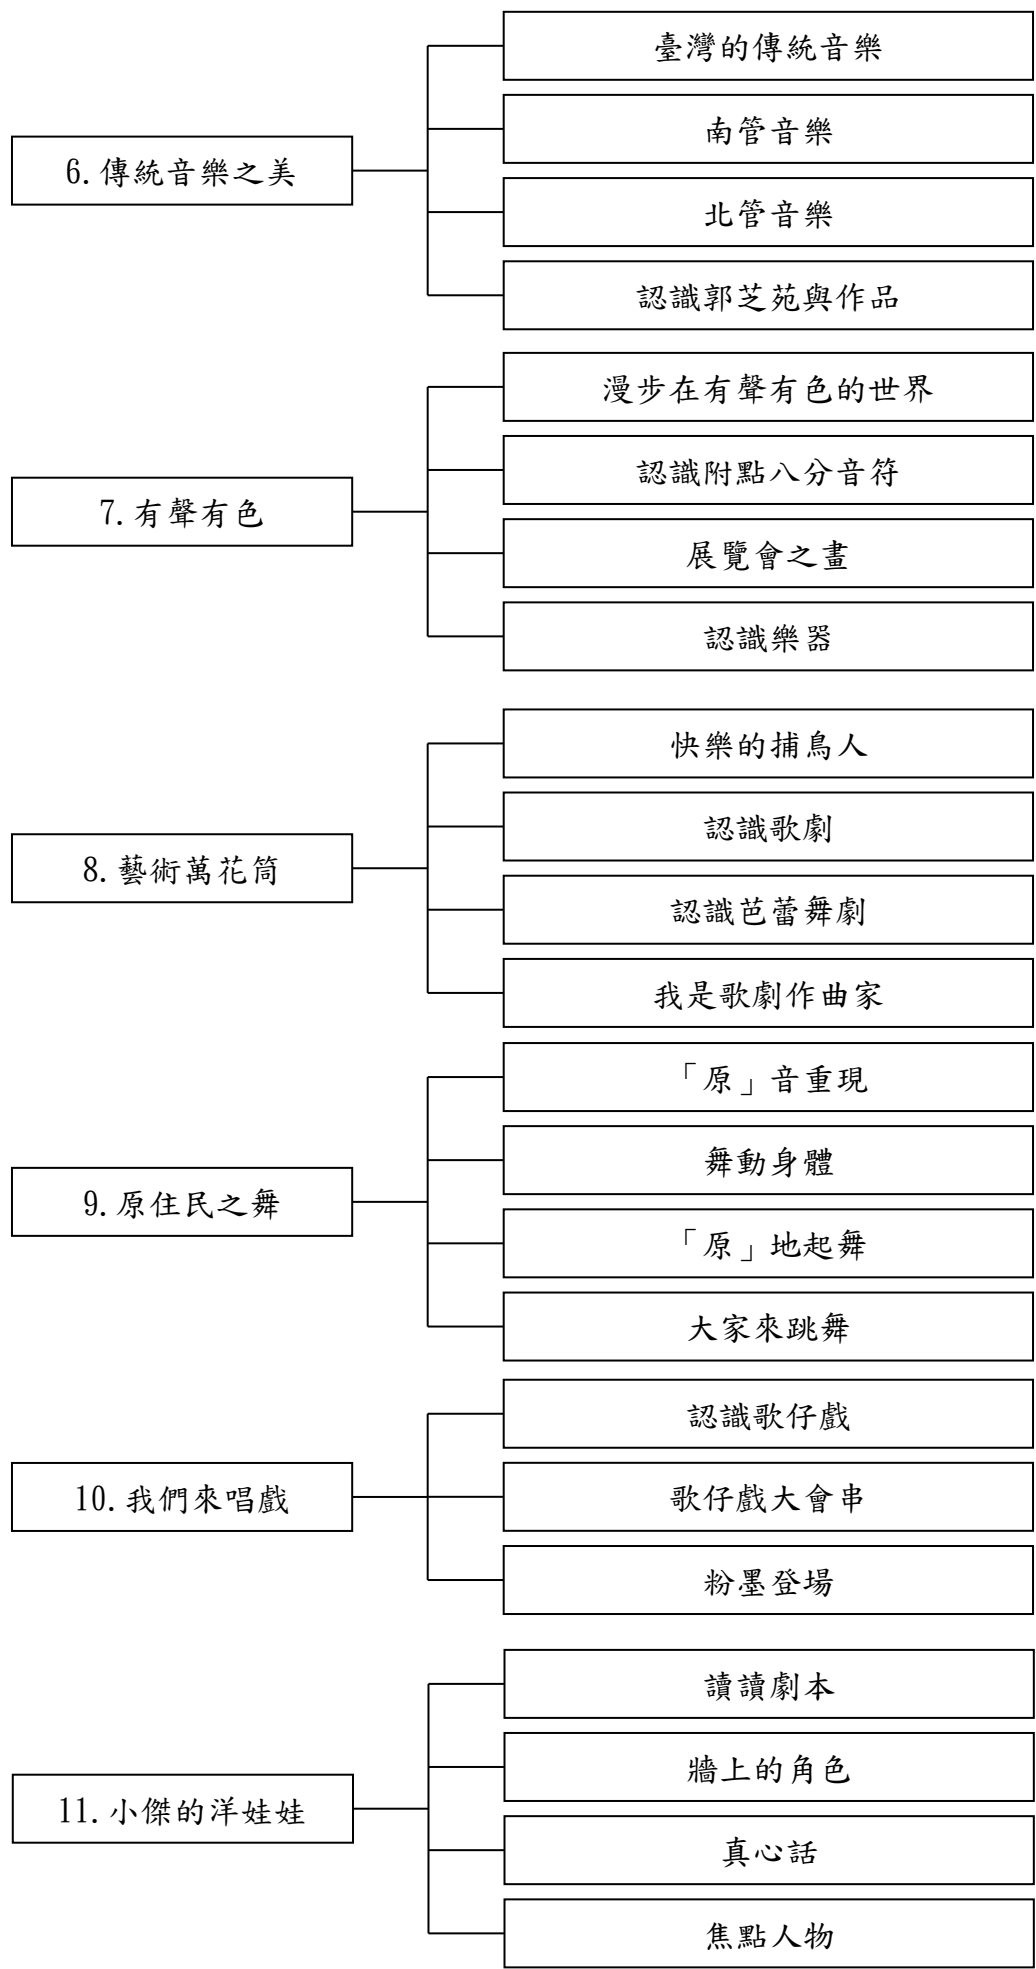 6.傳統音樂之美
臺灣的傳統音樂
南管音樂
北管音樂
認識郭芝苑與作品
7.有聲有色
漫步在有聲有色的世界
認識附點八分音符
展覽會之畫
認識樂器
8.藝術萬花筒
快樂的捕鳥人
認識歌劇
認識芭蕾舞劇
我是歌劇作曲家
9.原住民之舞
「原」音重現
舞動身體
「原」地起舞
大家來跳舞
10.我們來唱戲
認識歌仔戲
歌仔戲大會串
粉墨登場
11.小傑的洋娃娃
讀讀劇本
牆上的角色
真心話
焦點人物